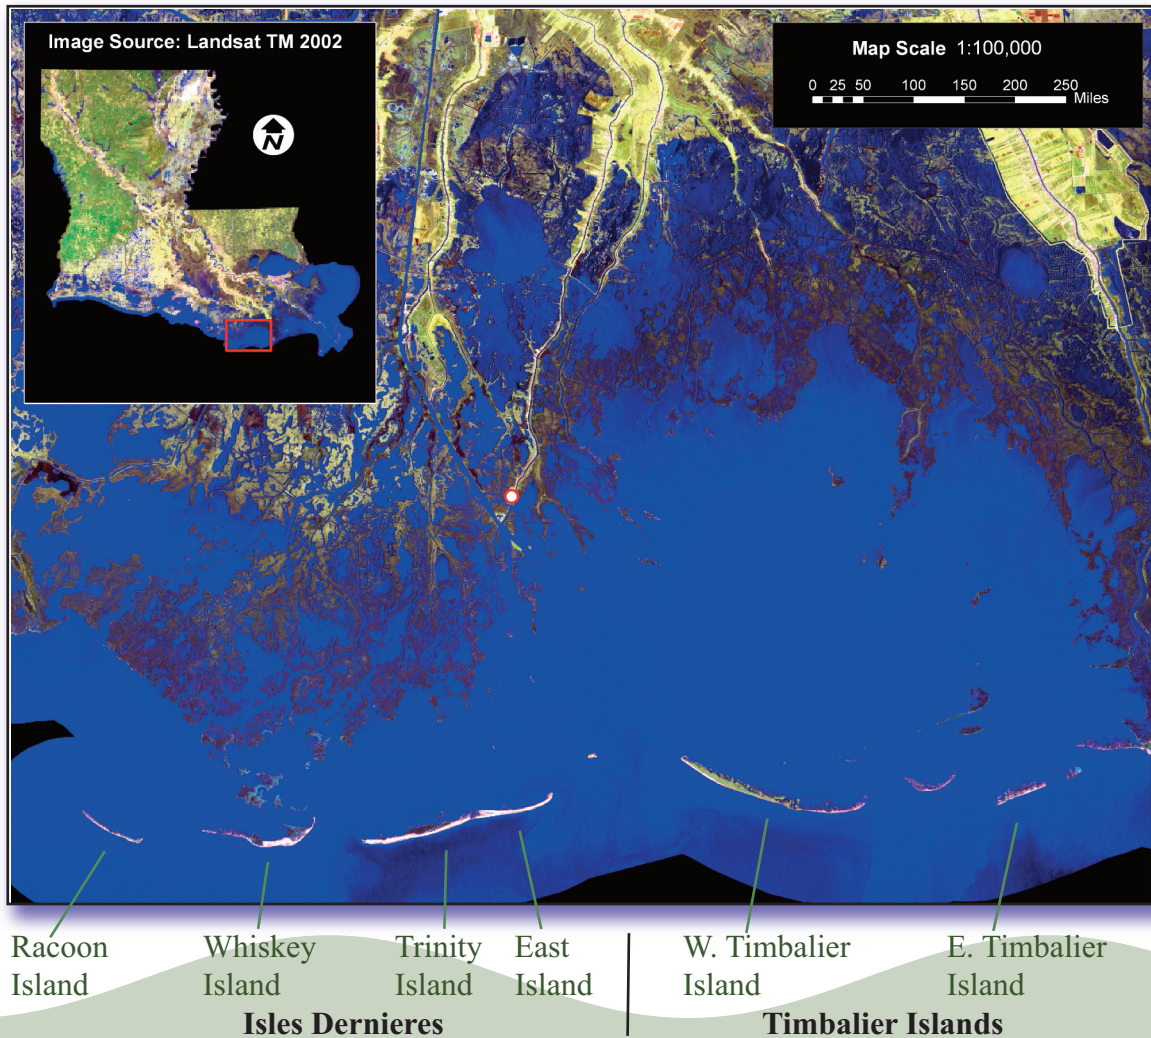 Image Source: Landsat TM 2002
N
Map Scale 1:100,000
0 25 50 100 150 200 250
Miles
Racoon Island
Whiskey Island
Trinity Island
East Island
W. Timbalier Island
E. Timbalier Island
Isles Dernieres
Timbalier Islands